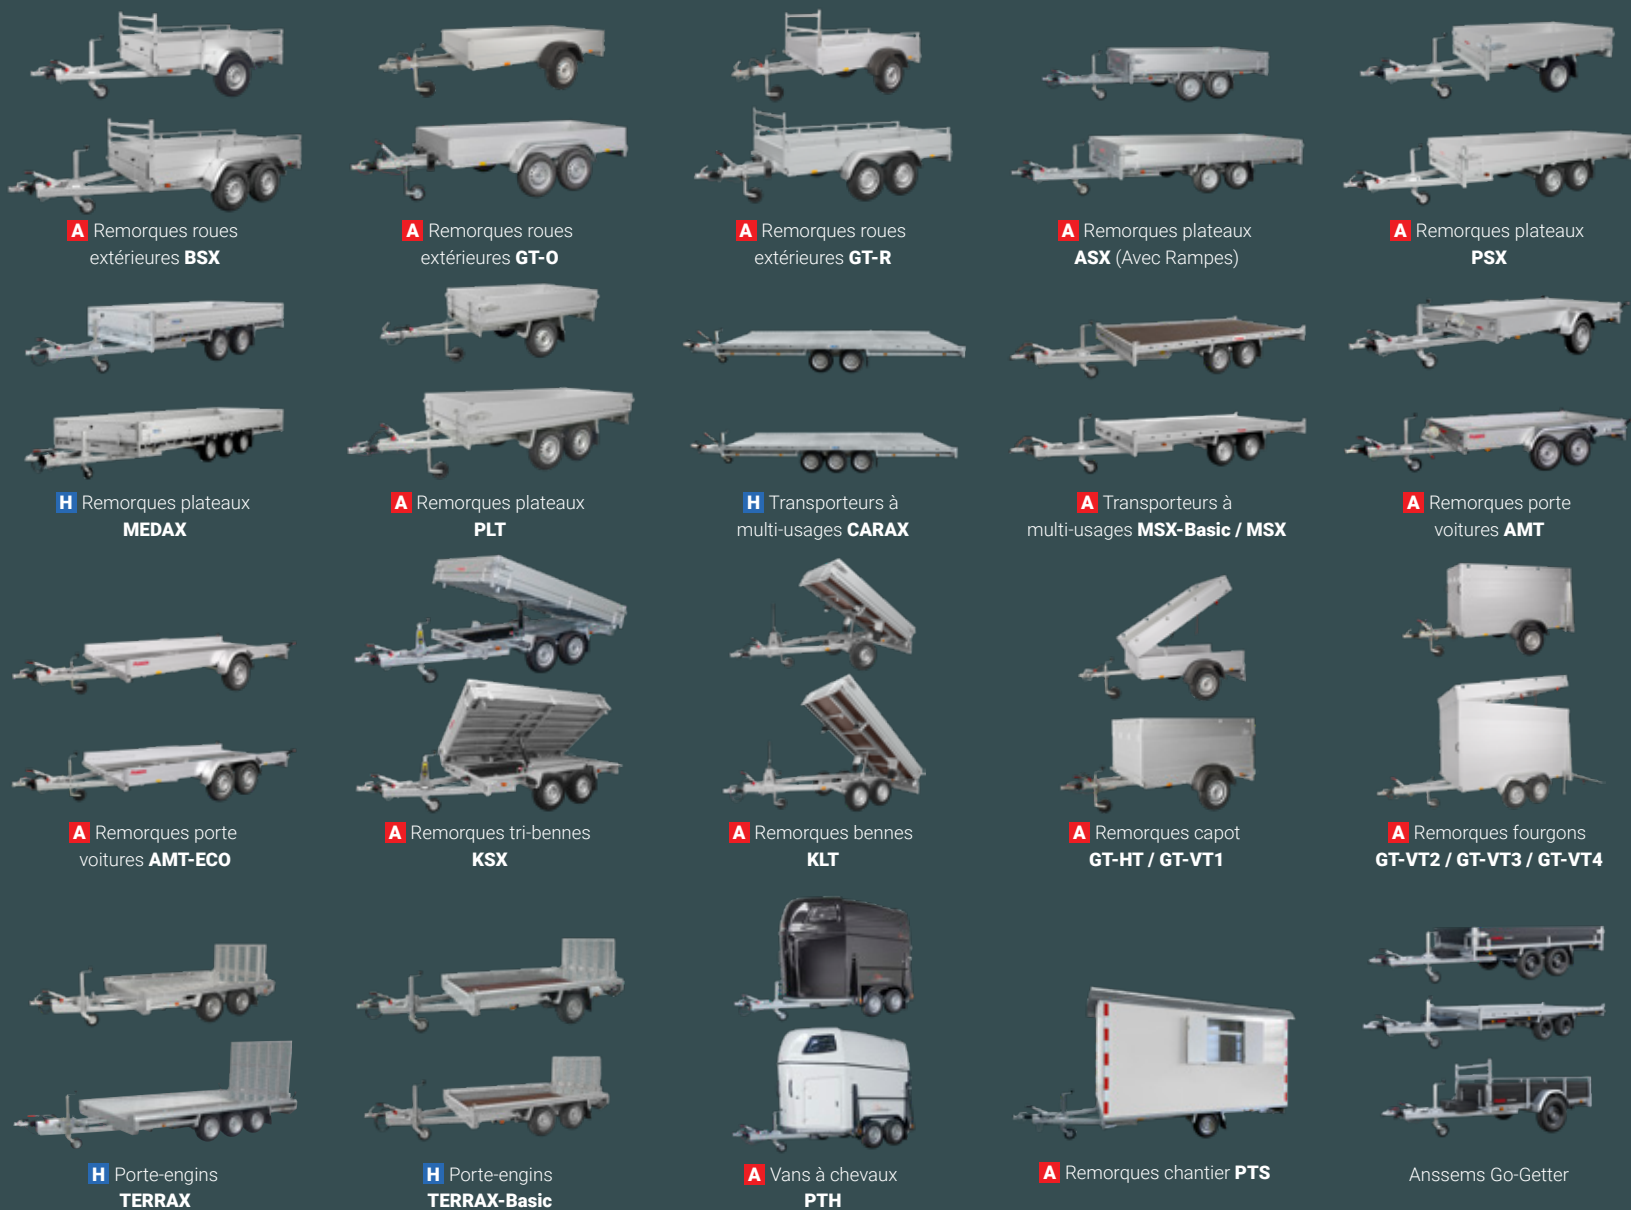 A Remorques roues
extérieures BSX
A Remorques roues
extérieures GT-O
A Remorques roues
extérieures GT-R
A Remorques plateaux
ASX (Avec Rampes)
A Remorques plateaux
PSX
H Remorques plateaux
MEDAX
A Remorques plateaux
PLT
H Transporteurs à
multi-usages CARAX
A Transporteurs à
multi-usages MSX-Basic / MSX
A Remorques porte
voitures AMT
A Remorques porte
voitures AMT-ECO
A Remorques tri-bennes
KSX
A Remorques bennes
KLT
A Remorques capot
GT-HT / GT-VT1
A Remorques fourgons
GT-VT2 / GT-VT3 / GT-VT4
H Porte-engins
TERRAX
H Porte-engins
TERRAX-Basic
A Vans à chevaux
PTH
A Remorques chantier PTS
Anssems Go-Getter